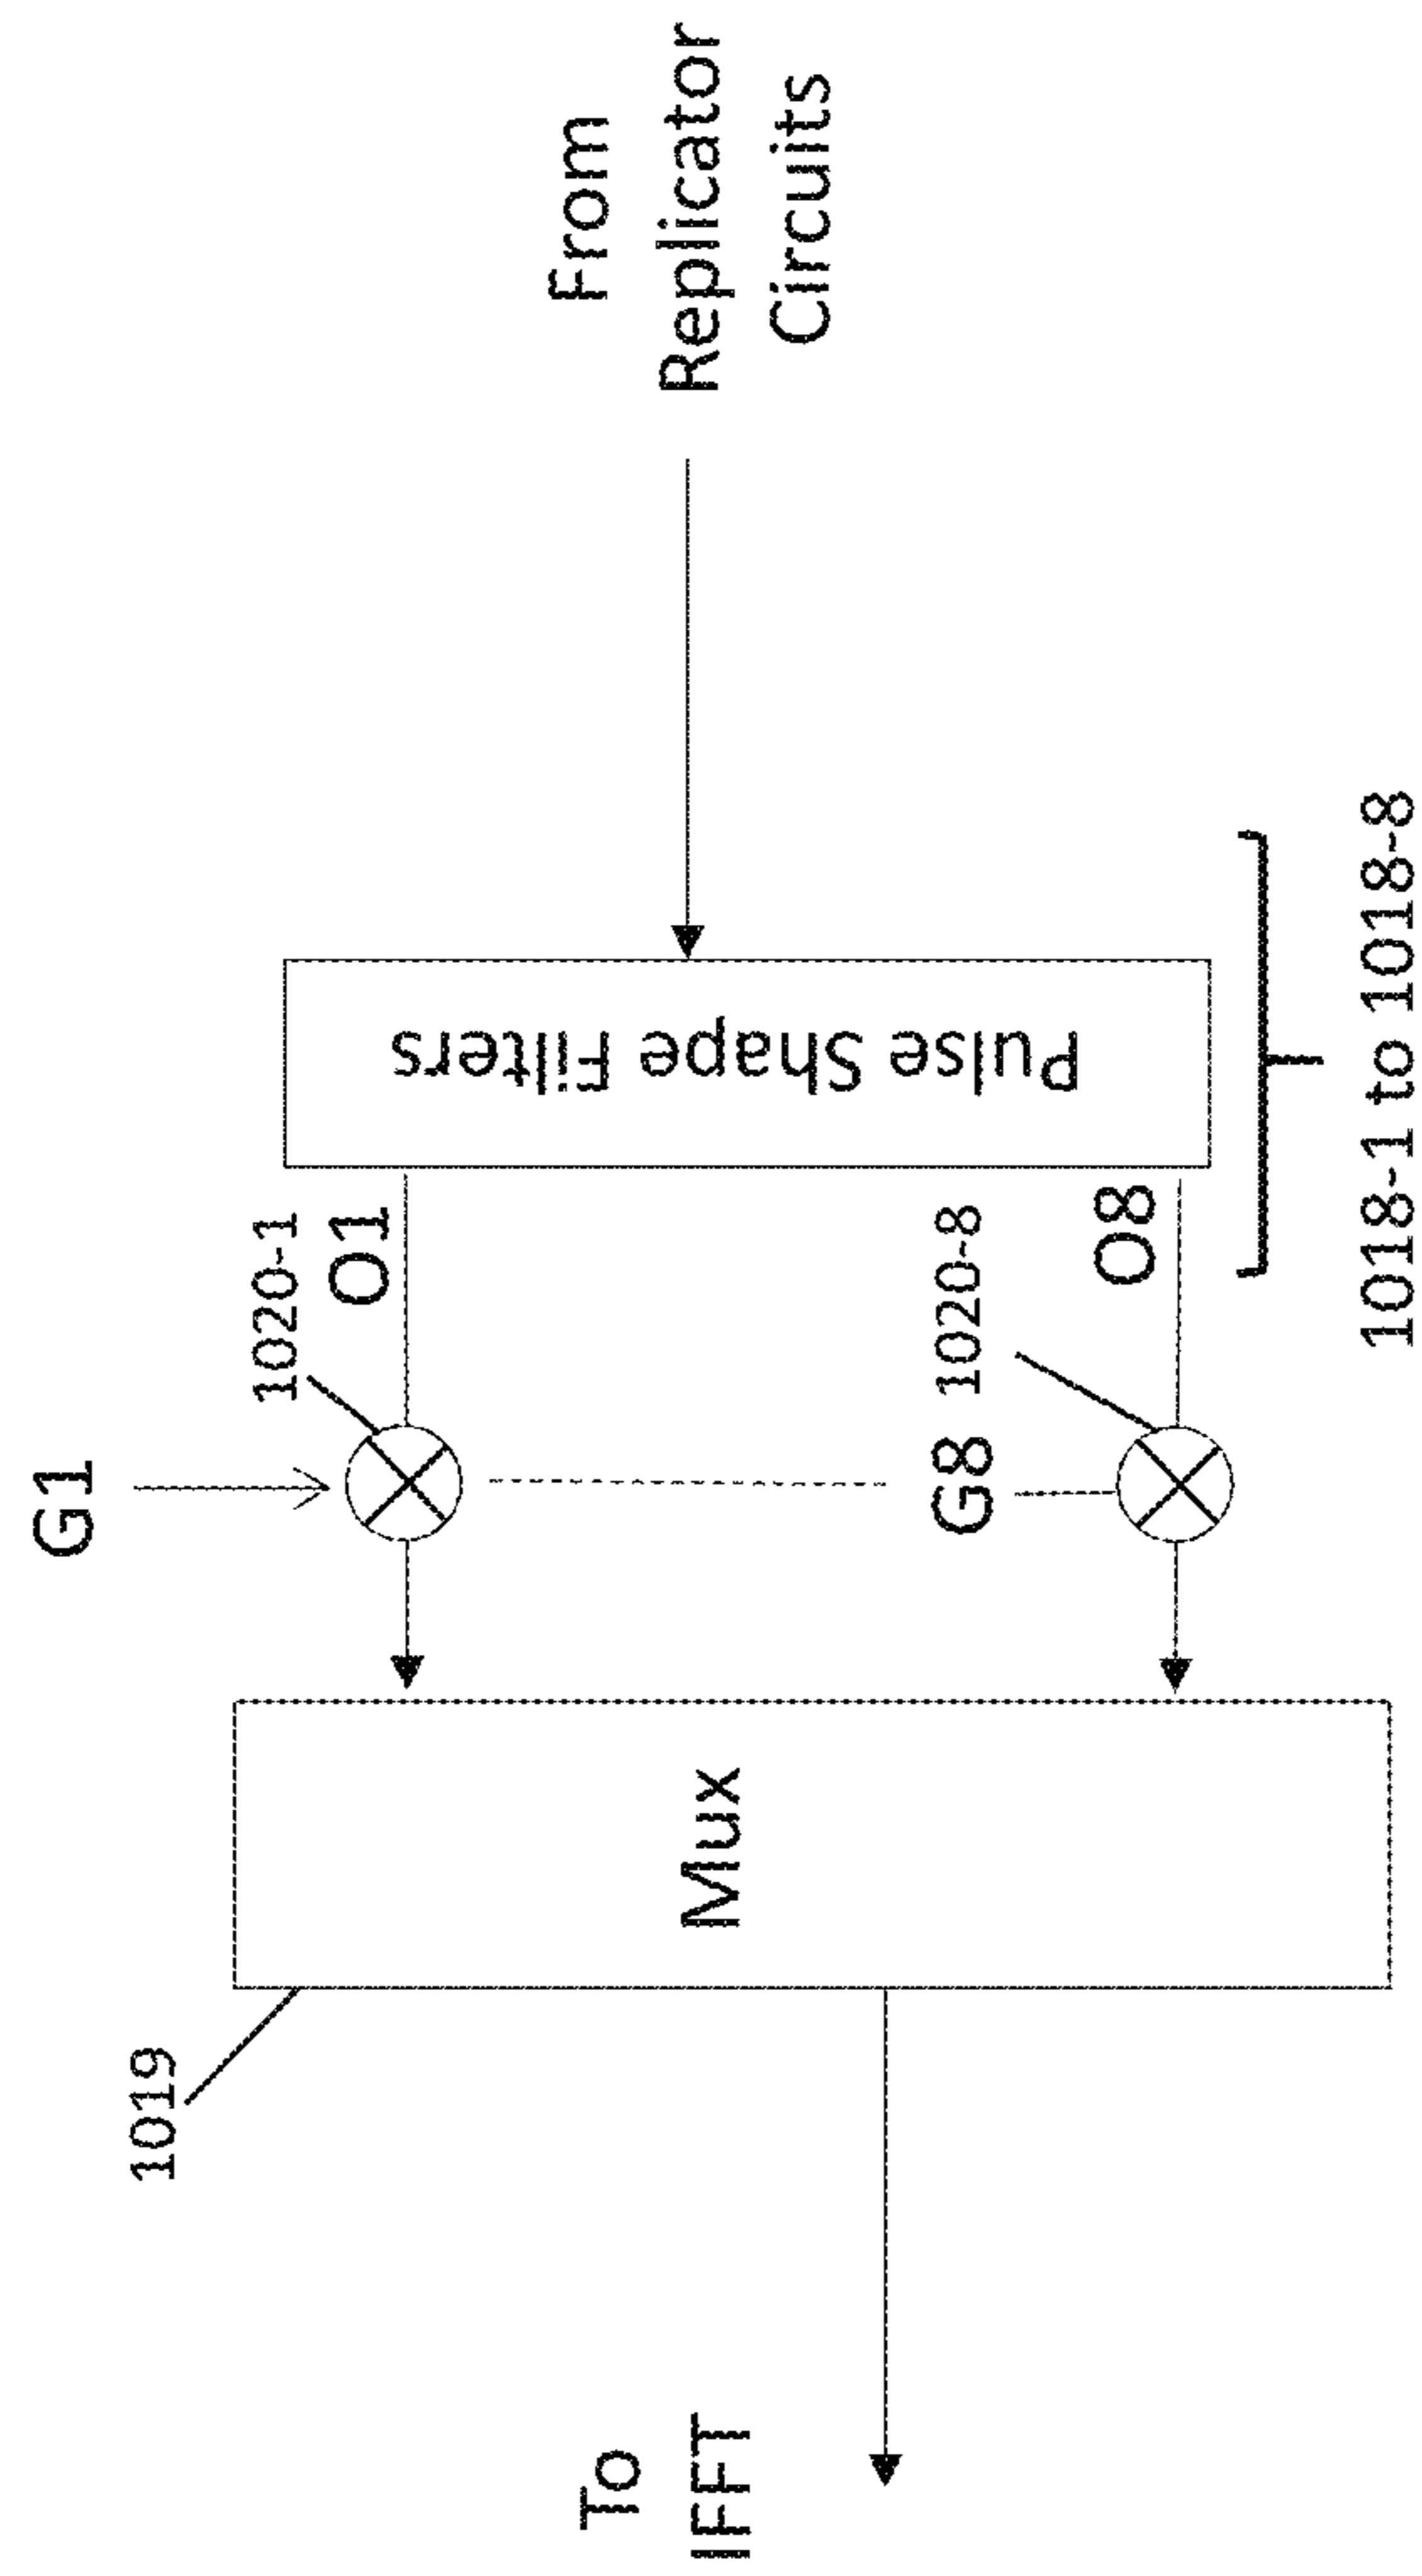 To
IFFT
1019
Mux
G1
1020-1
O1
G8
1020-8
O8
Pulse Shape Filters
1018-1 to 1018-8
From
Replicator
Circuits